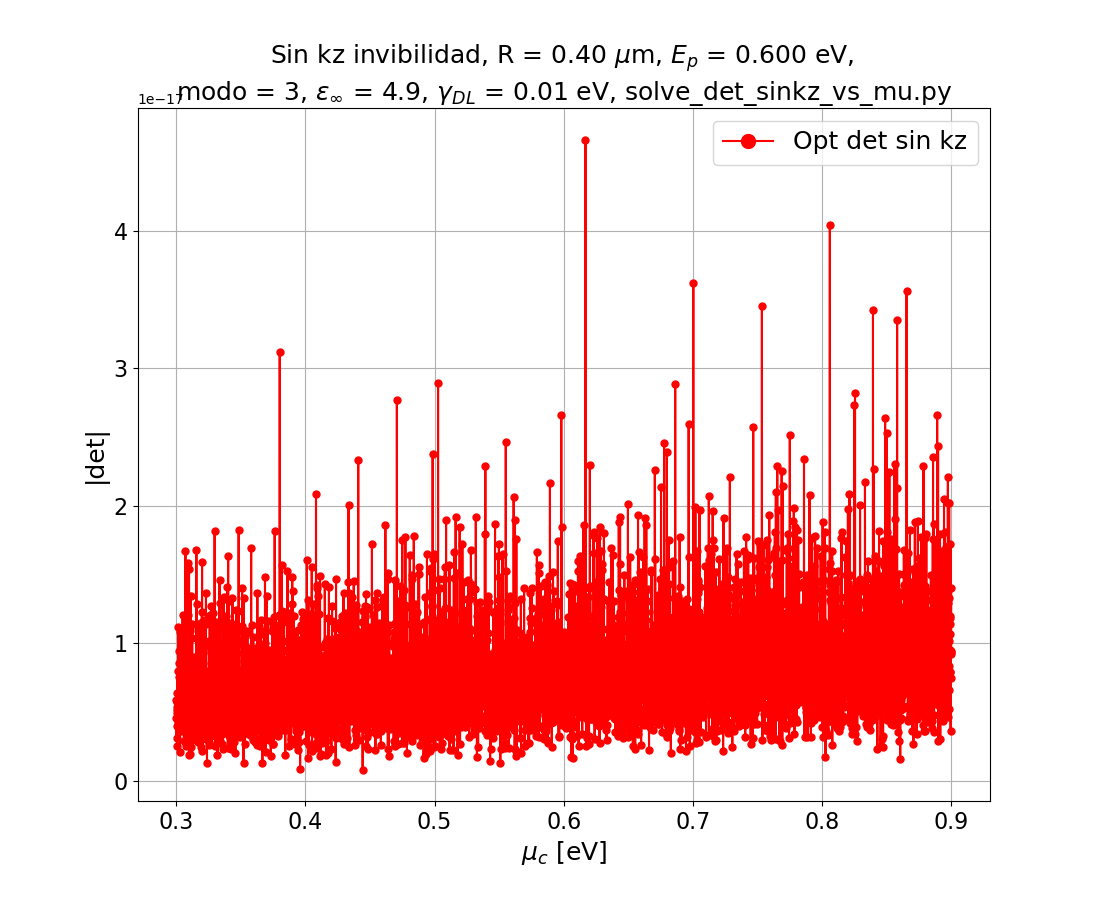 Sin kz invibilidad, R = 0.40 μm, E_p = 0.600 eV,
modo = 3, ε_∞ = 4.9, γ_DL = 0.01 eV, solve_det_sinkz_vs_mu.py
1e−17
Opt det sin kz
4
3
2
1
0
|det|
0.3 0.4 0.5 0.6 0.7 0.8 0.9
μ_c [eV]